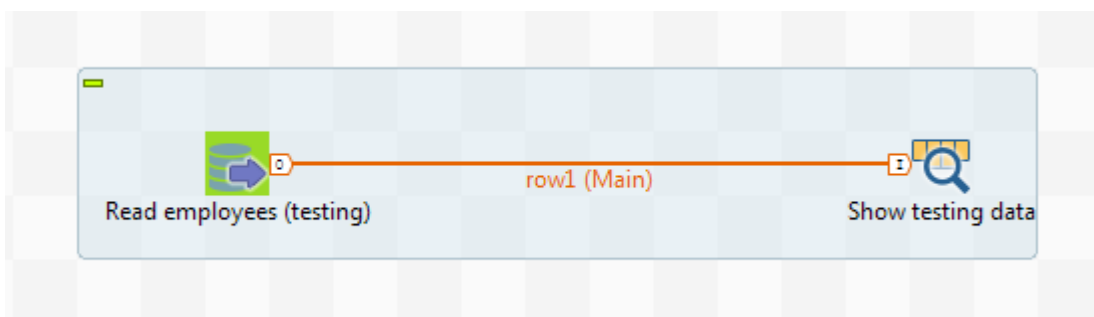 O
I
row1 (Main)
Read employees (testing)
Show testing data